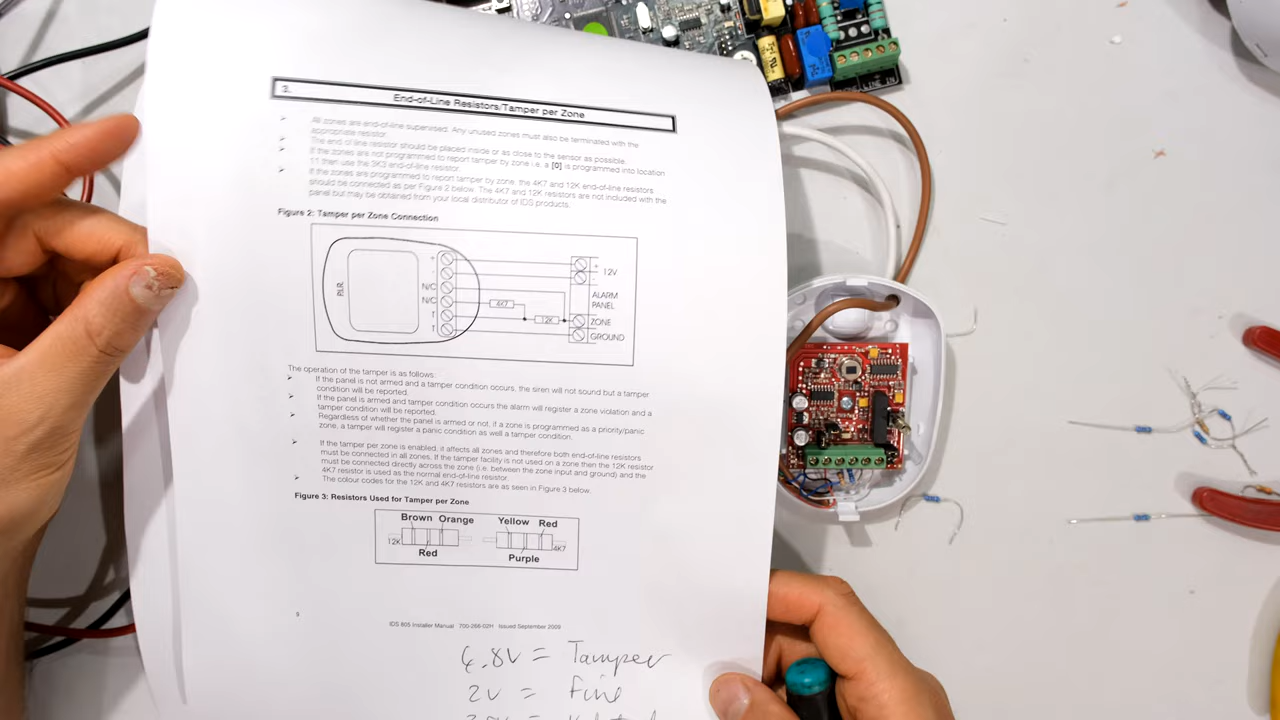 3.
End-of-Line Resistors/Tamper per Zone
All zones are end-of-line supervised. Any unused zones must also be terminated with the
appropriate resistor.
The end of line resistor should be placed inside or as close to the sensor as possible.
If the zones are not programmed to report tamper by zone i.e. a [0] is programmed into location
11 then use the 3K3 end-of-line resistor.
If the zones are programmed to report tamper by zone, the 4K7 and 12K end-of-line resistors
should be connected as per Figure 2 below. The 4K7 and 12K resistors are not included with the
panel but may be obtained from your local distributor of IDS products.
Figure 2: Tamper per Zone Connection
+
-
N/C
N/C
T
T
4K7
12K
+
-
12V
ALARM
PANEL
ZONE
GROUND
The operation of the tamper is as follows:
If the panel is not armed and a tamper condition occurs, the siren will not sound but a tamper
condition will be reported.
If the panel is armed and tamper condition occurs the alarm will register a zone violation and a
tamper condition will be reported.
Regardless of whether the panel is armed or not, if a zone is programmed as a priority/panic
zone, a tamper will register a panic condition as well a tamper condition.
If the tamper per zone is enabled, it affects all zones and therefore both end-of-line resistors
must be connected in all zones. If the tamper facility is not used on a zone then the 12K resistor
must be connected directly across the zone (i.e. between the zone input and ground) and the
4K7 resistor is used as the normal end-of-line resistor.
The colour codes for the 12K and 4K7 resistors are as seen in Figure 3 below.
Figure 3: Resistors Used for Tamper per Zone
Brown Orange
Yellow Red
12K
4K7
Red
Purple
IDS 805 Installer Manual 700-266-02H Issued September 2009
4.8V = Tamper
2V = Fine
LINE IN